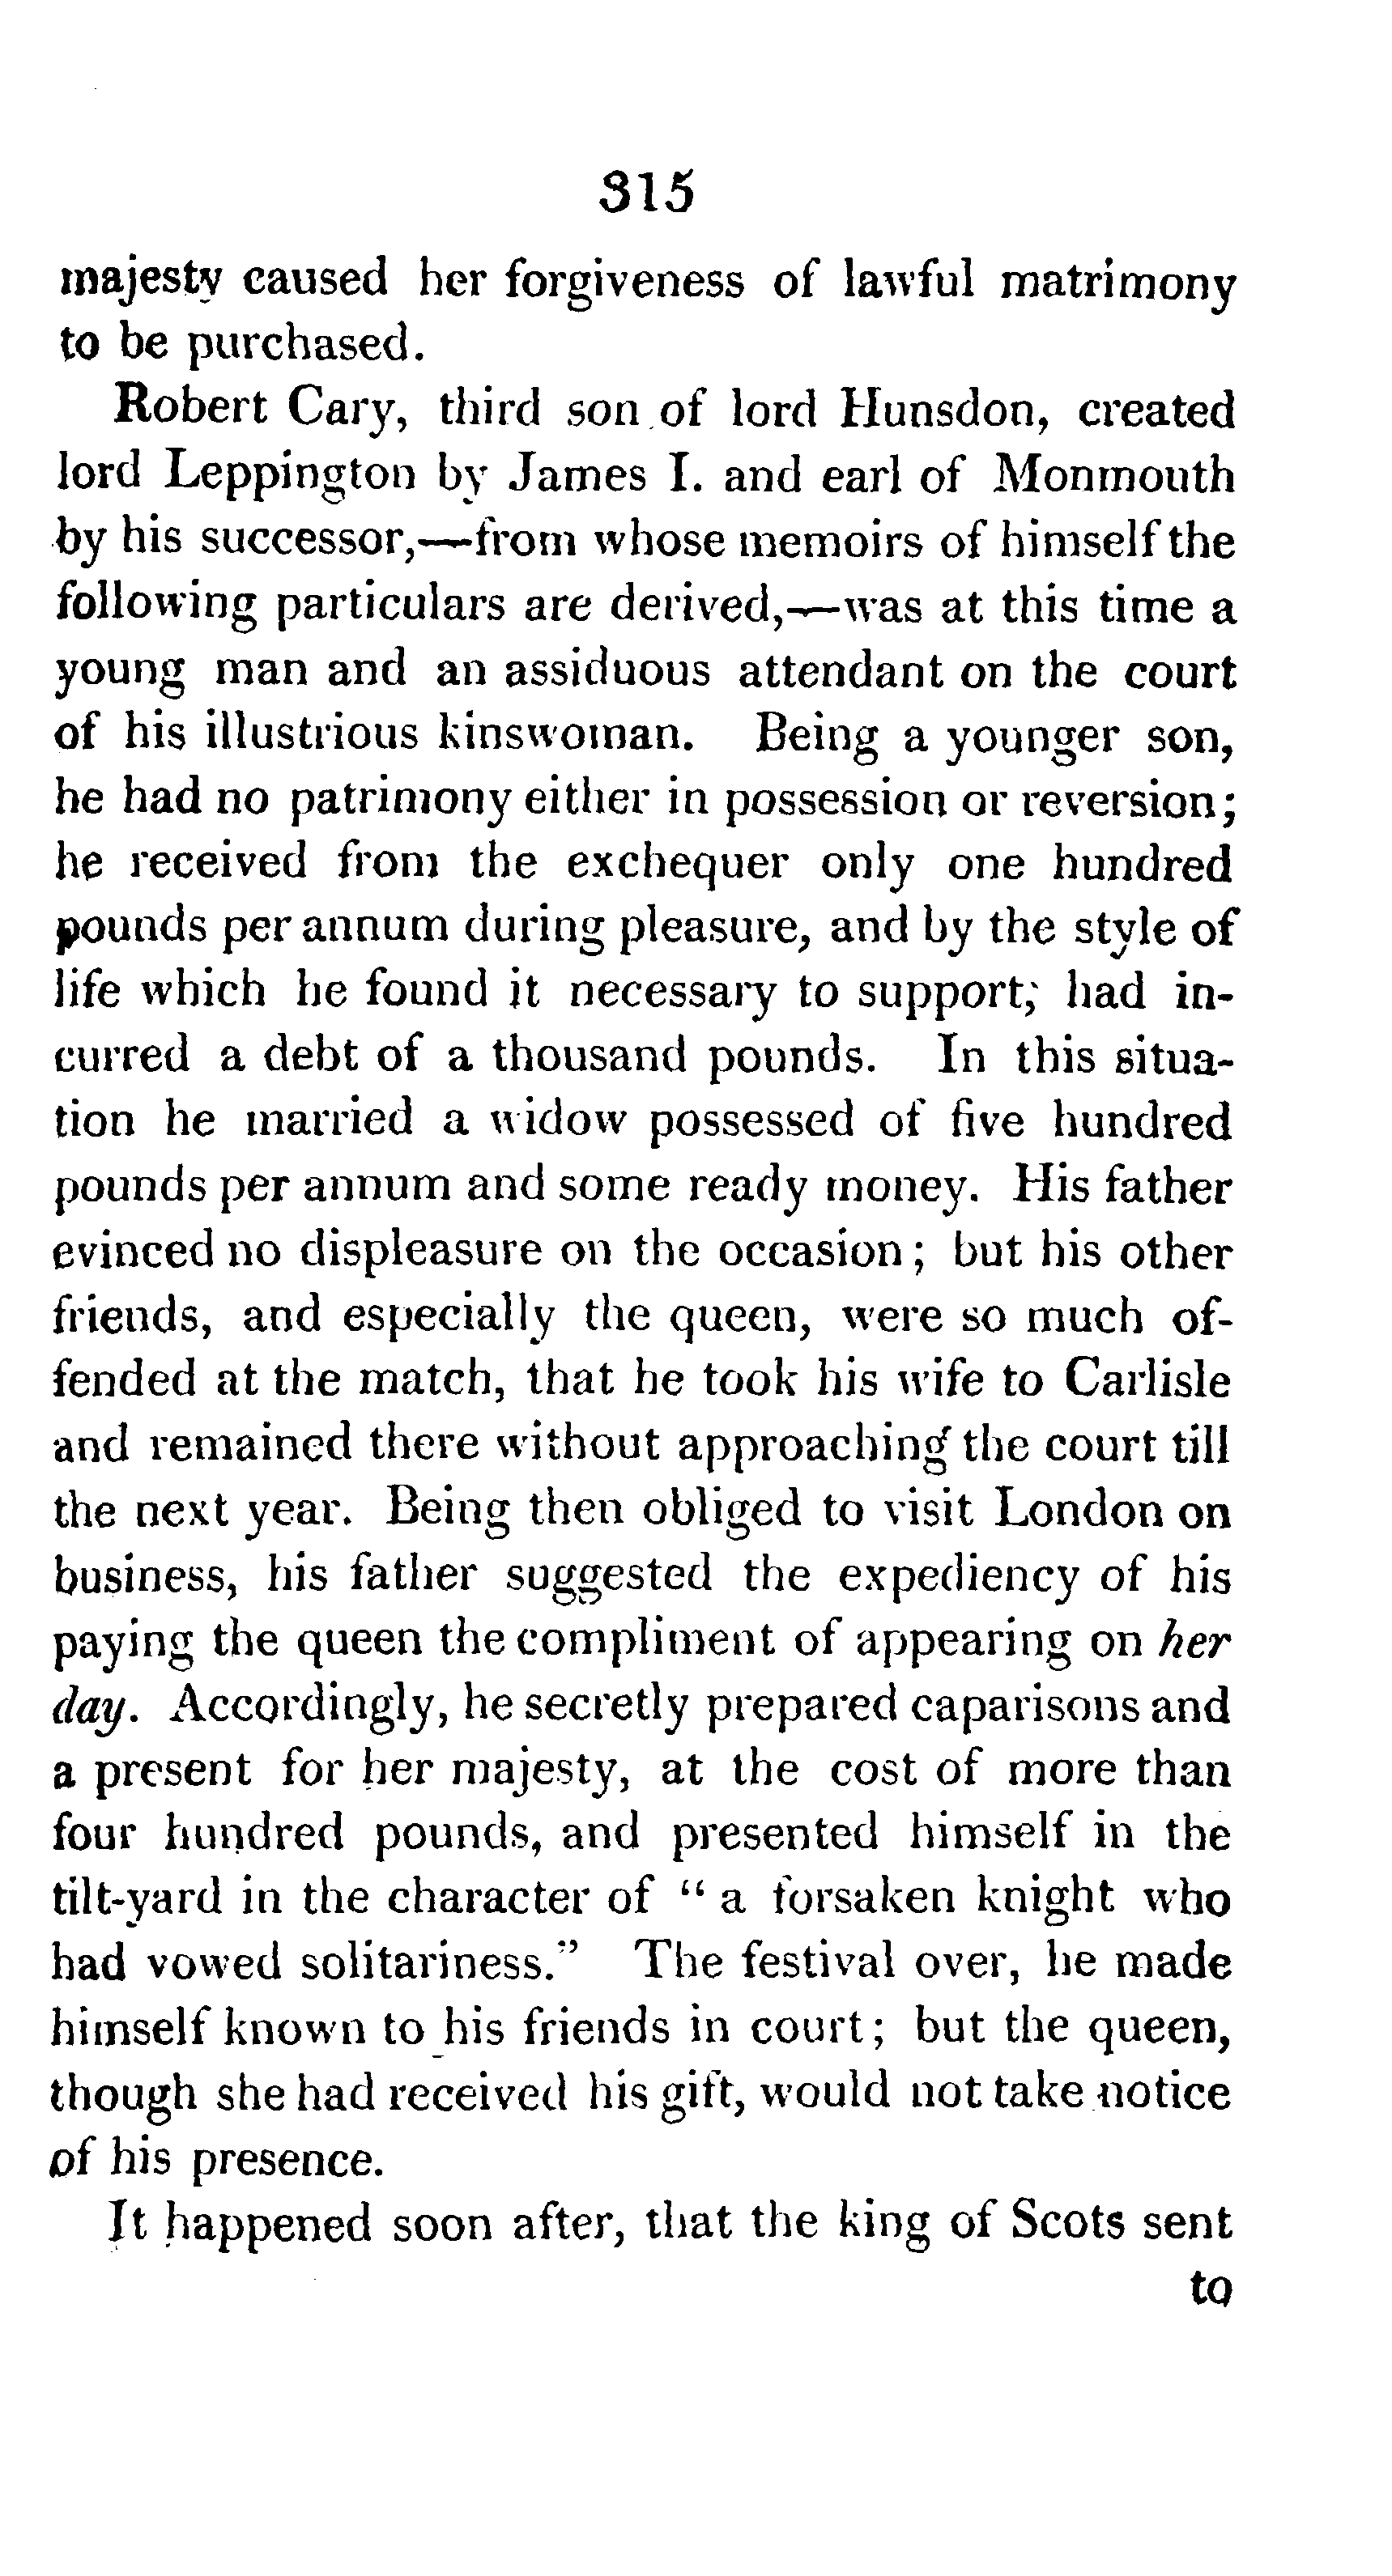 315
majesty caused her forgiveness of lawful matrimony
to be purchased.
Robert Cary, third son of lord Hunsdon, created
lord Leppington by James I. and earl of Monmouth
by his successor,—from whose memoirs of himself the
following particulars are derived,—was at this time a
young man and an assiduous attendant on the court
of his illustrious kinswoman. Being a younger son,
he had no patrimony either in possession or reversion;
he received from the exchequer only one hundred
pounds per annum during pleasure, and by the style of
life which he found it necessary to support, had in-
curred a debt of a thousand pounds. In this situa-
tion he married a widow possessed of five hundred
pounds per annum and some ready money. His father
evinced no displeasure on the occasion; but his other
friends, and especially the queen, were so much of-
fended at the match, that he took his wife to Carlisle
and remained there without approaching the court till
the next year. Being then obliged to visit London on
business, his father suggested the expediency of his
paying the queen the compliment of appearing on her
day. Accordingly, he secretly prepared caparisons and
a present for her majesty, at the cost of more than
four hundred pounds, and presented himself in the
tilt-yard in the character of " a forsaken knight who
had vowed solitariness." The festival over, he made
himself known to his friends in court; but the queen,
though she had received his gift, would not take notice
of his presence.
It happened soon after, that the king of Scots sent
to